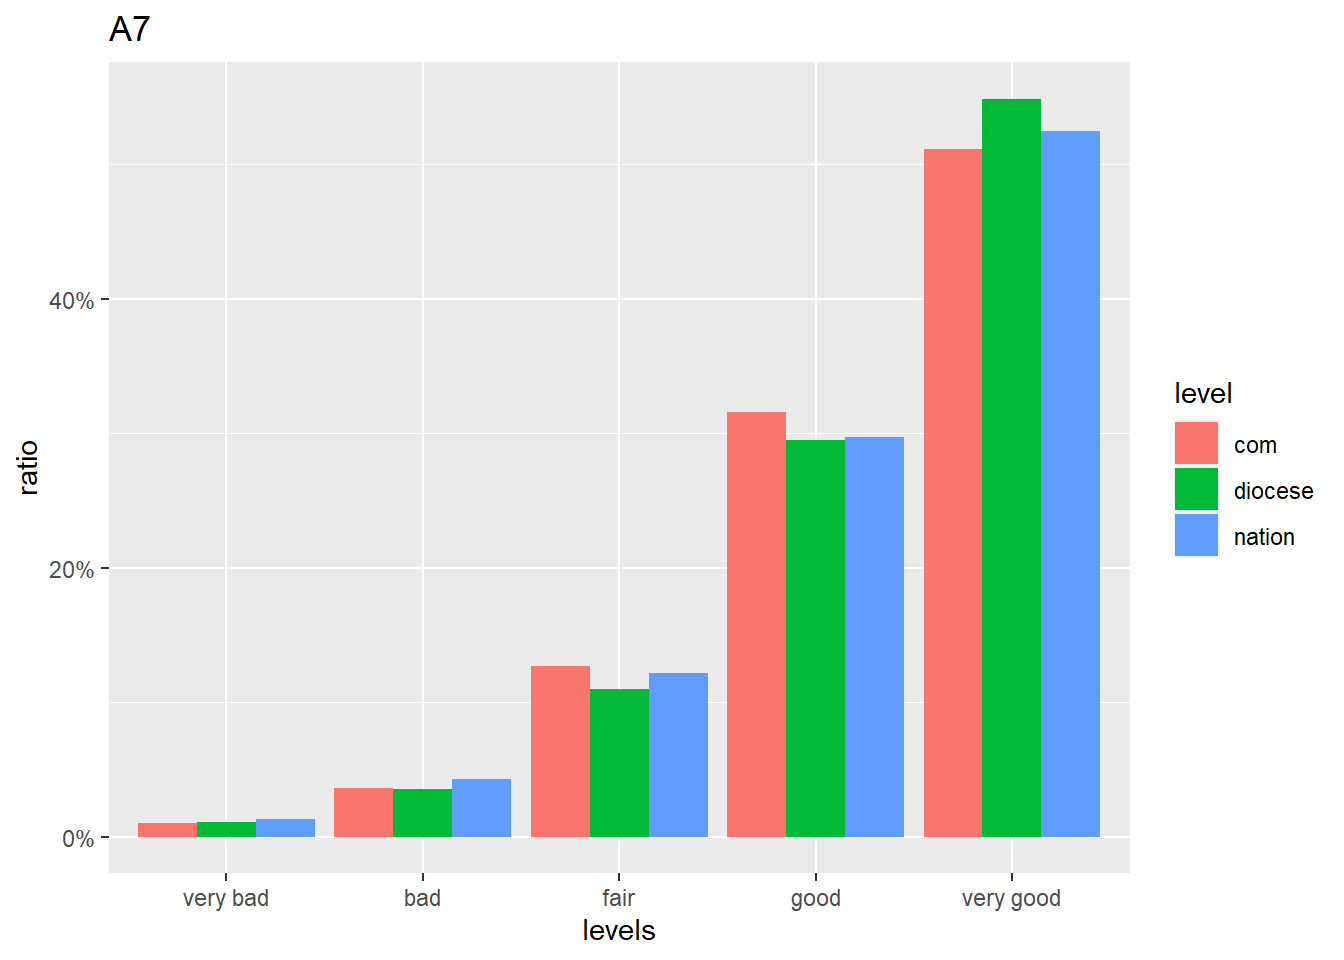 A7
ratio
40%
20%
0%
very bad
bad
fair
good
very good
levels
level
com
diocese
nation